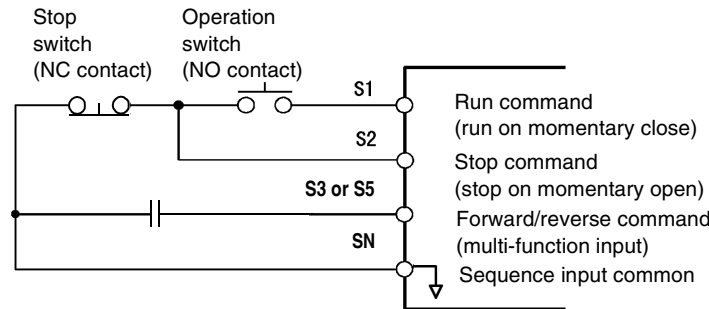 Stop
switch
(NC contact)
Operation
switch
(NO contact)
S1
Run command
(run on momentary close)
S2
Stop command
(stop on momentary open)
S3 or S5
Forward/reverse command
(multi-function input)
SN
Sequence input common